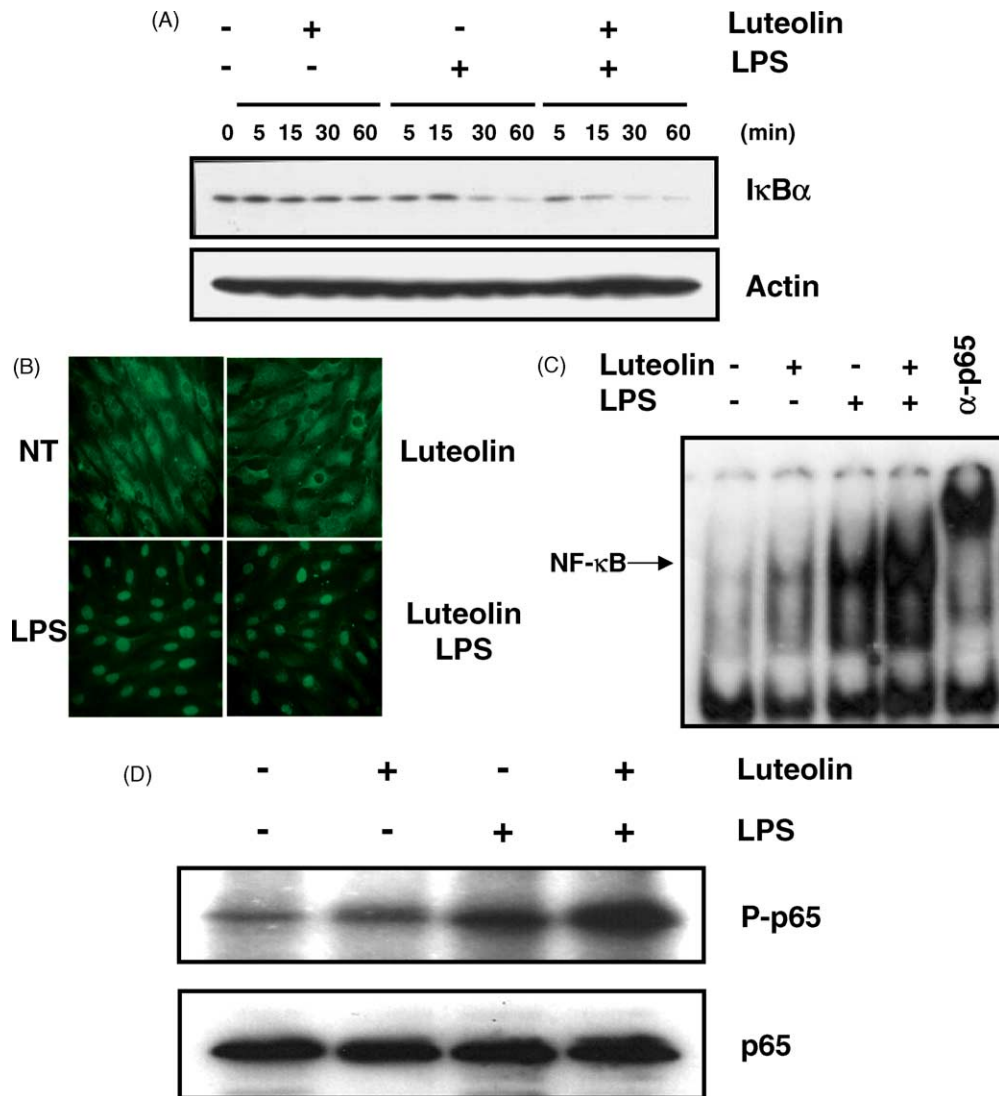 (A)
- + - + Luteolin
- - + + LPS
0 5 15 30 60 5 15 30 60 5 15 30 60 (min)
IκBα
Actin
(B)
NT
Luteolin
LPS
Luteolin
LPS
(C)
Luteolin - + - +
LPS - - + +
α-p65
NF-κB
(D)
- + - + Luteolin
- - + + LPS
P-p65
p65